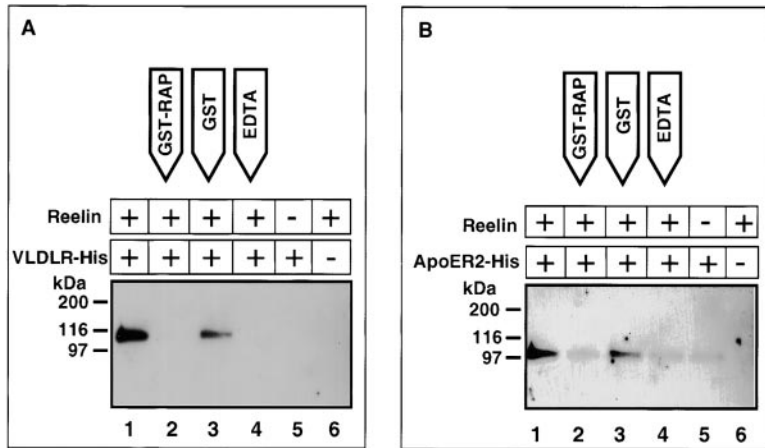 A
GST-RAP
GST
EDTA
Reelin + + + + - +
VLDLR-His + + + + + -
kDa
200
116
97
1 2 3 4 5 6
B
GST-RAP
GST
EDTA
Reelin + + + + - +
ApoER2-His + + + + + -
kDa
200
116
97
1 2 3 4 5 6